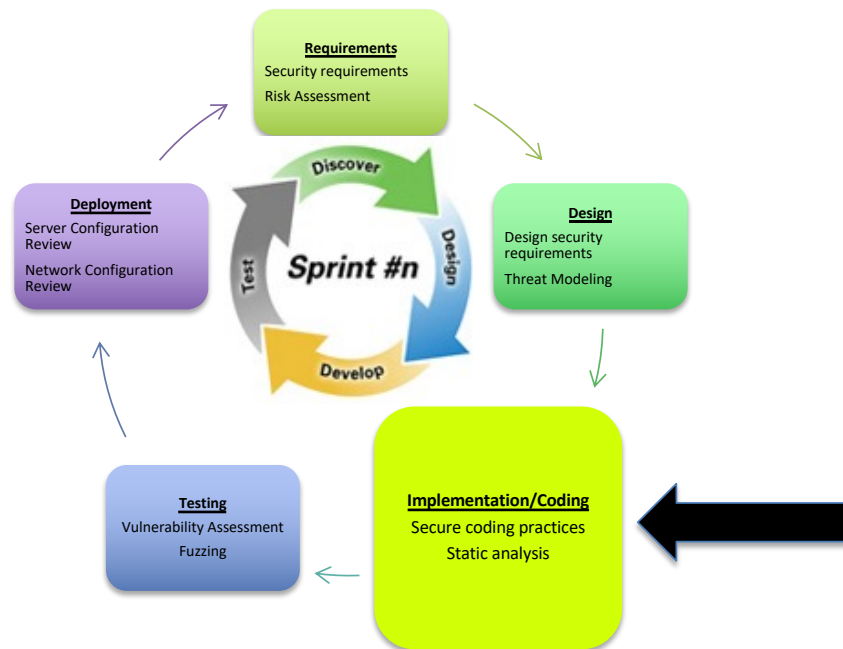 Requirements
Security requirements
Risk Assessment
Discover
Design
Develop
Test
Sprint #n
Deployment
Server Configuration
Review
Network Configuration
Review
Design
Design security
requirements
Threat Modeling
Testing
Vulnerability Assessment
Fuzzing
Implementation/Coding
Secure coding practices
Static analysis